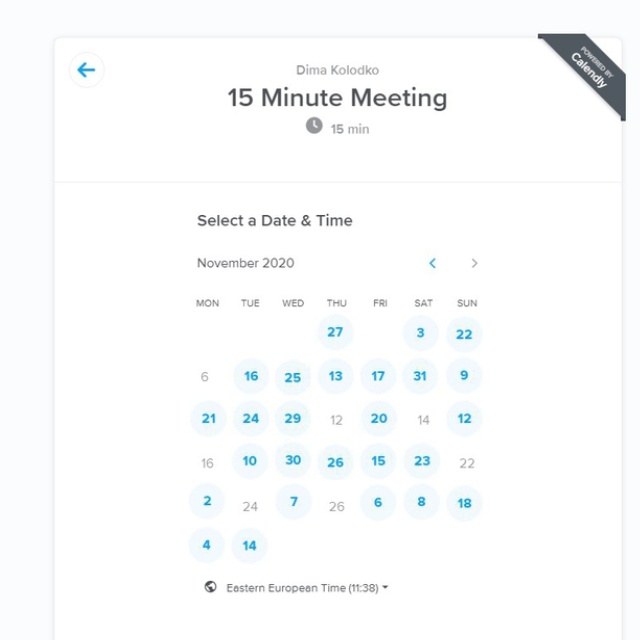 POWERED BY
Calendly
Dima Kolodko
15 Minute Meeting
15 min
Select a Date & Time
November 2020
MON TUE WED THU FRI SAT SUN
27 3 22
6 16 25 13 17 31 9
21 24 29 12 20 14 12
16 10 30 26 15 23 22
2 24 7 26 6 8 18
4 14
Eastern European Time (11:38)